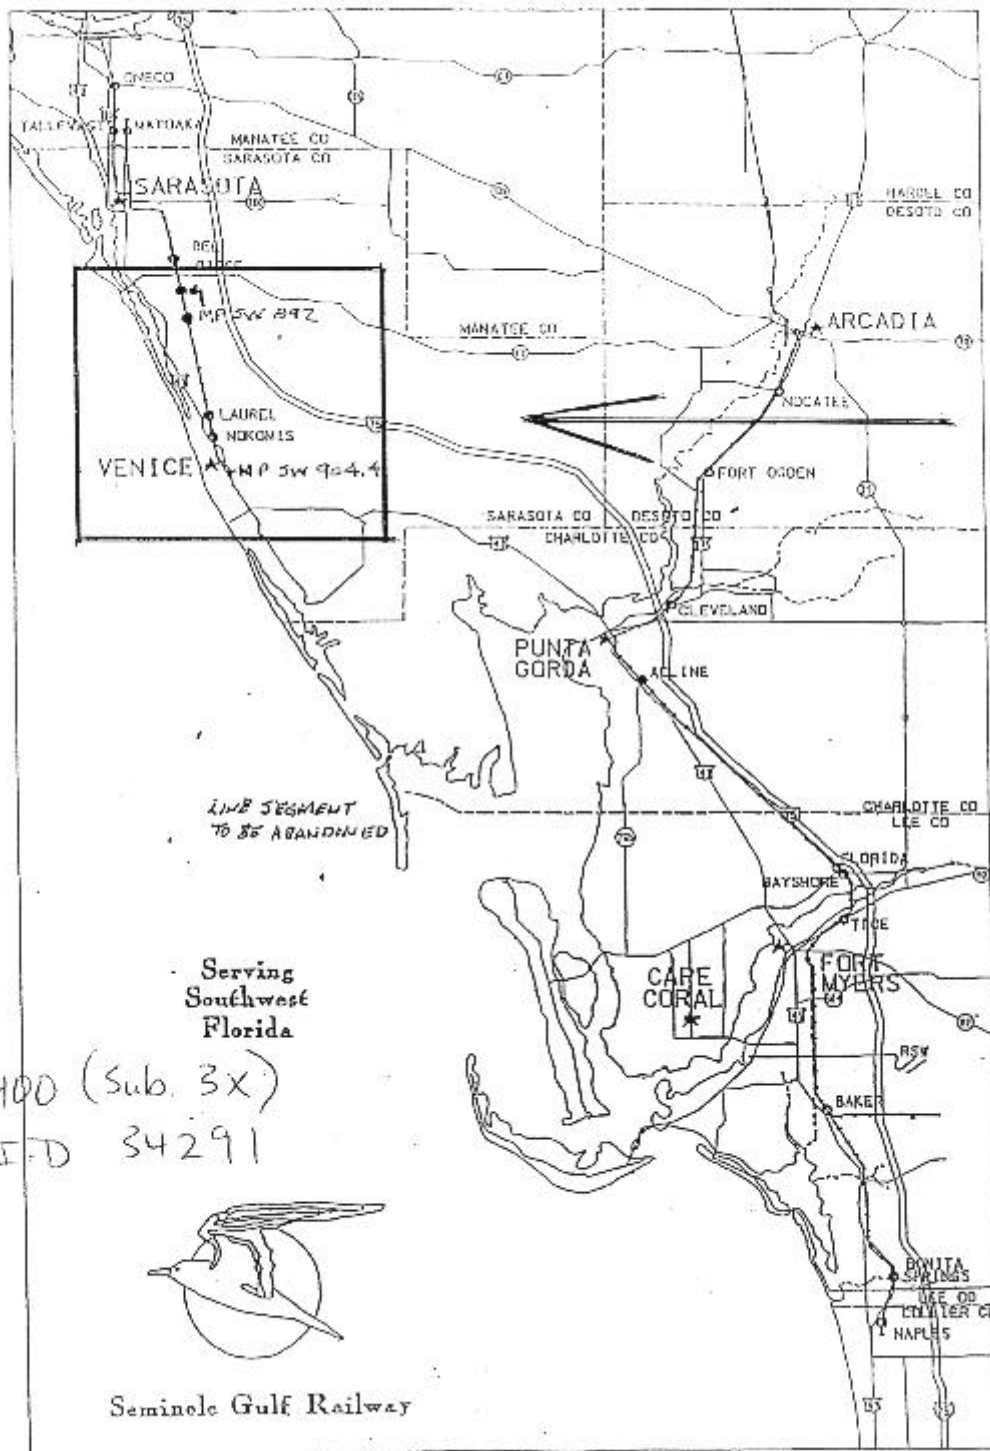 ONECO
TALLEVAST MATOAKA
MANATEE CO
SARASOTA CO
SARASOTA
HARDEE CO
DESOTO CO
BEE
RIDGE
MP SW 892
MANATEE CO
ARCADIA
NOCATEE
LAUREL
NOKOMIS
VENICE
MP SW 904.4
FORT OGDEN
SARASOTA CO DESOTO CO
CHARLOTTE CO
CLEVELAND
PUNTA
GORDA
ACLINE
LINE SEGMENT
TO BE ABANDONED
CHARLOTTE CO
LEE CO
FLORIDA
BAYSHORE
TICE
Serving
Southwest
Florida
CAPE
CORAL
FORT
MYERS
RSW
400 (Sub. 3X)
I-D 34291
BAKER
BONITA
SPRINGS
LEE CO
COLLIER C
NAPLES
Seminole Gulf Railway